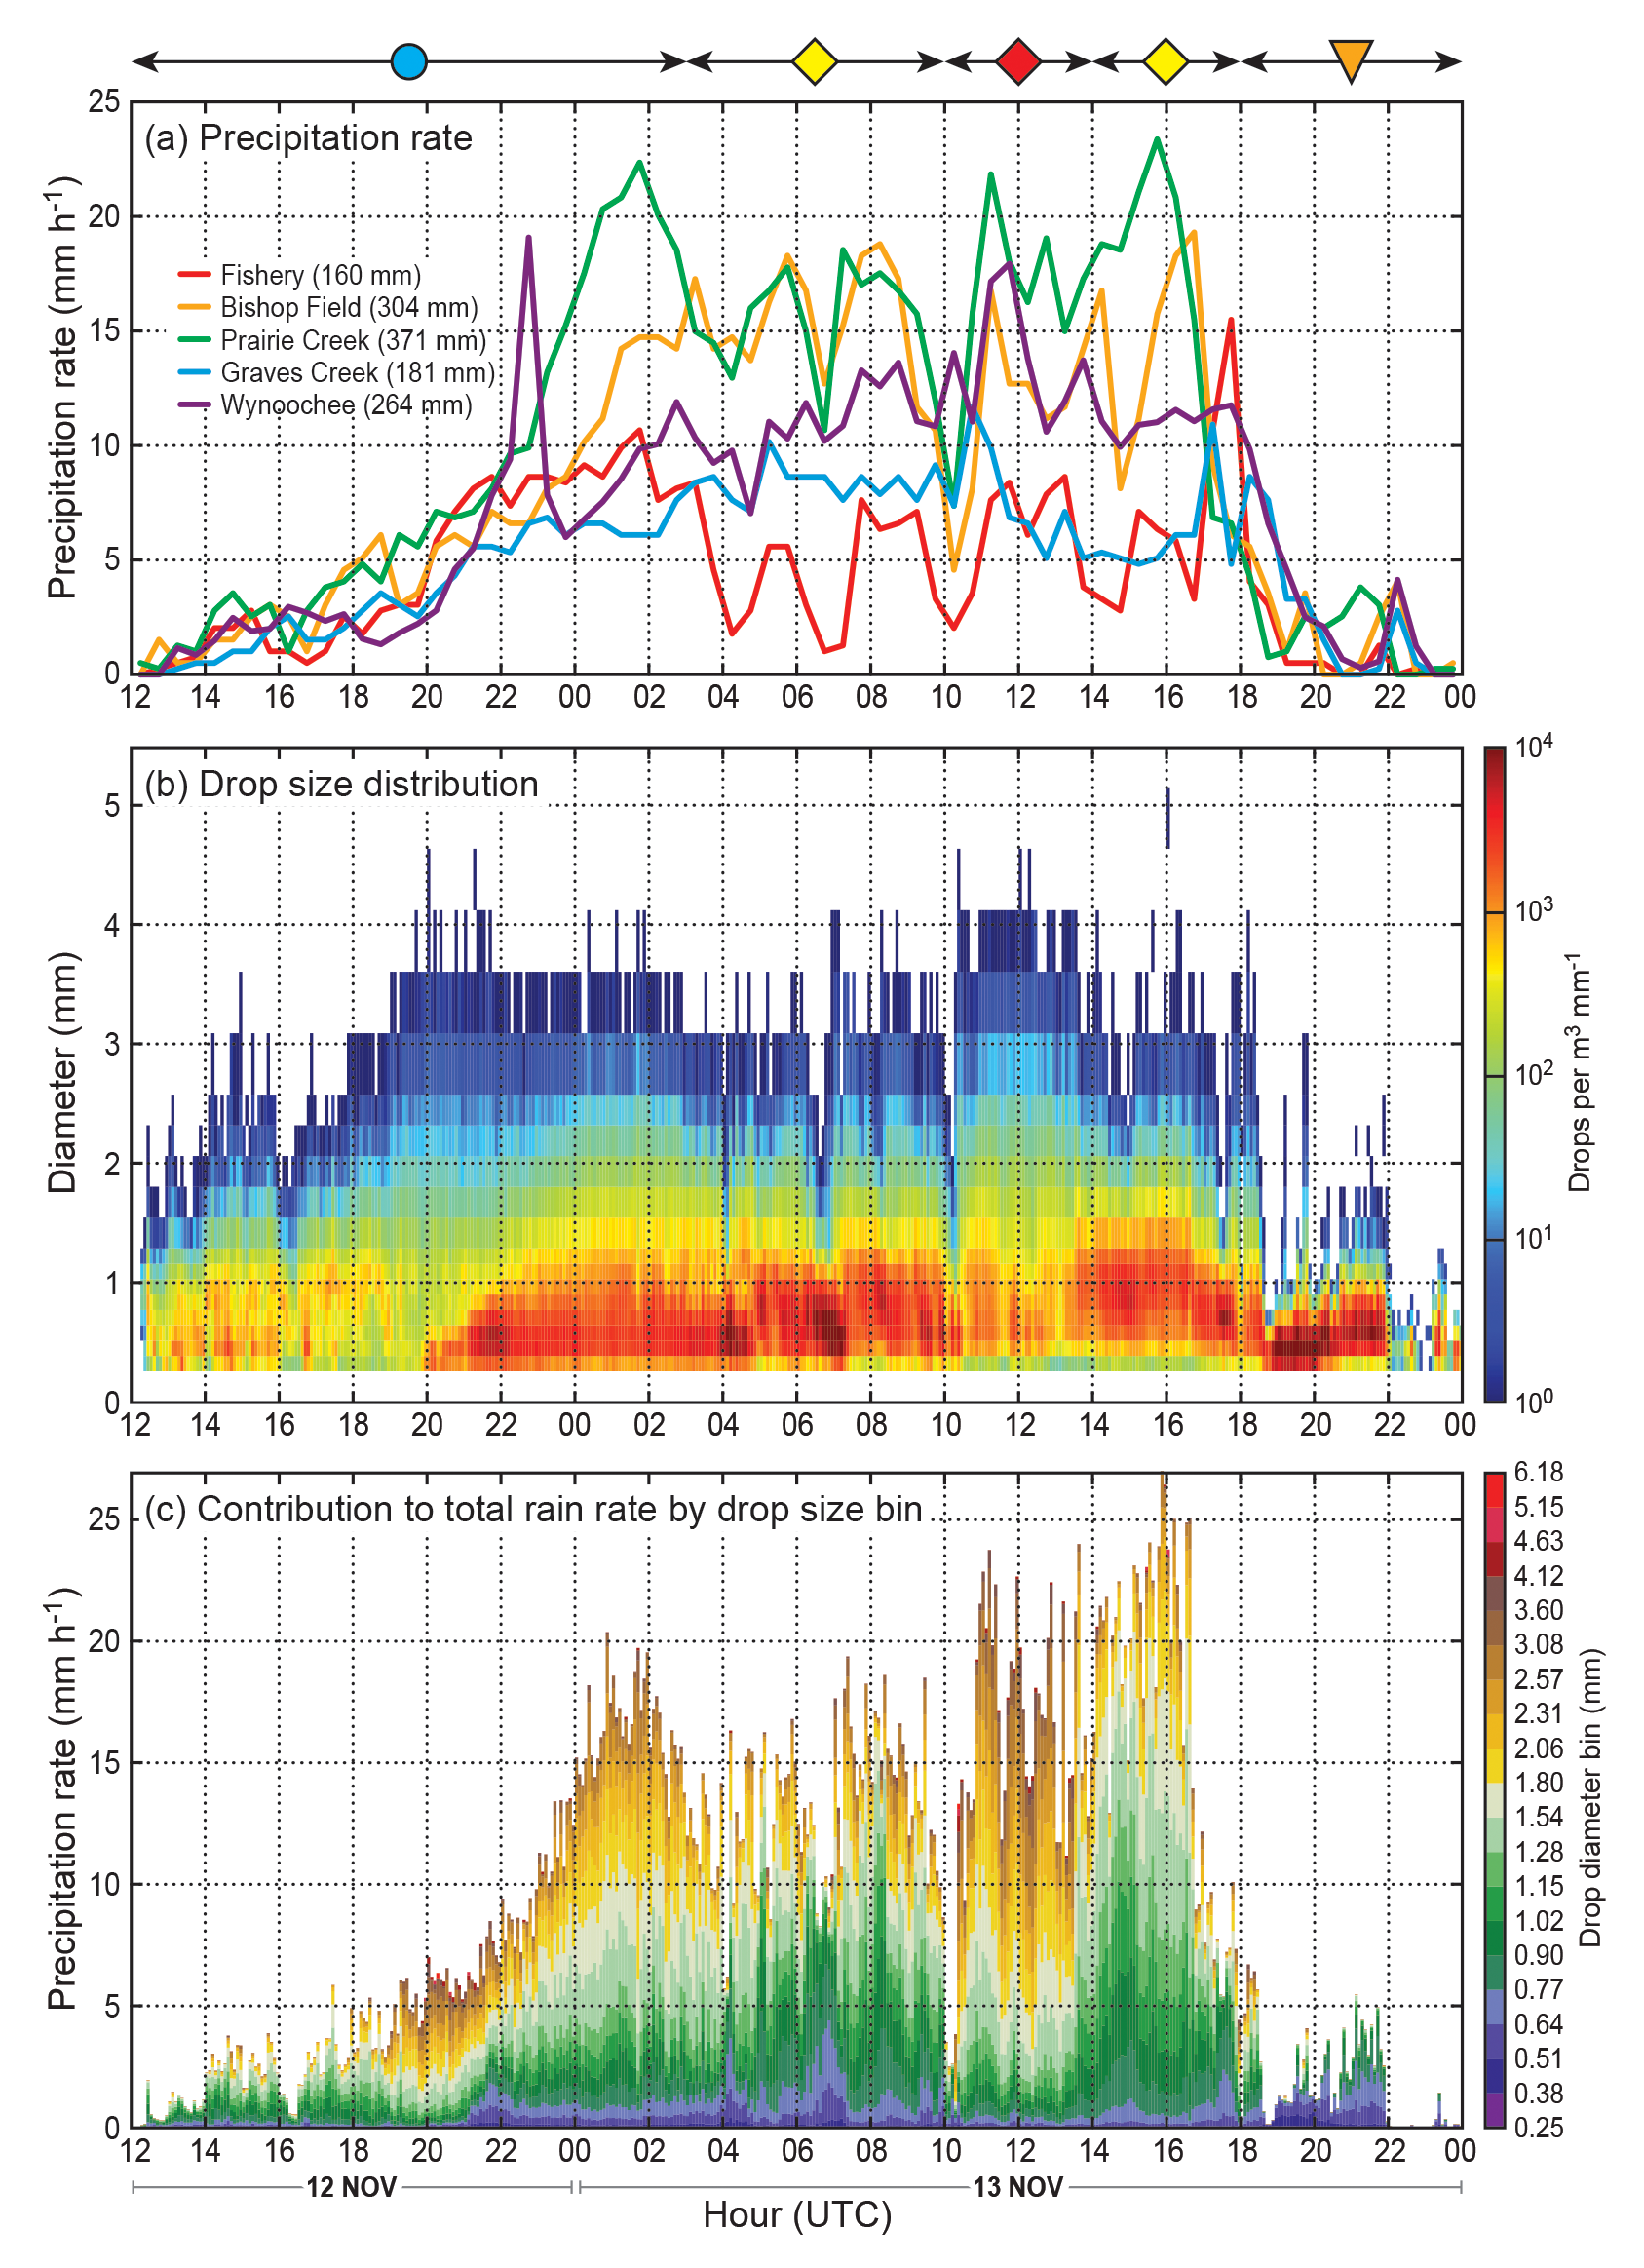 (a) Precipitation rate
Precipitation rate (mm h-1)
25
20
15
10
5
0
Fishery (160 mm)
Bishop Field (304 mm)
Prairie Creek (371 mm)
Graves Creek (181 mm)
Wynoochee (264 mm)
12 14 16 18 20 22 00 02 04 06 08 10 12 14 16 18 20 22 00
(b) Drop size distribution
Diameter (mm)
5
4
3
2
1
0
12 14 16 18 20 22 00 02 04 06 08 10 12 14 16 18 20 22 00
10^4
10^3
10^2
10^1
10^0
Drops per m^3 mm-1
(c) Contribution to total rain rate by drop size bin
Precipitation rate (mm h-1)
25
20
15
10
5
0
12 14 16 18 20 22 00 02 04 06 08 10 12 14 16 18 20 22 00
6.18
5.15
4.63
4.12
3.60
3.08
2.57
2.31
2.06
1.80
1.54
1.28
1.15
1.02
0.90
0.77
0.64
0.51
0.38
0.25
Drop diameter bin (mm)
12 NOV 13 NOV
Hour (UTC)